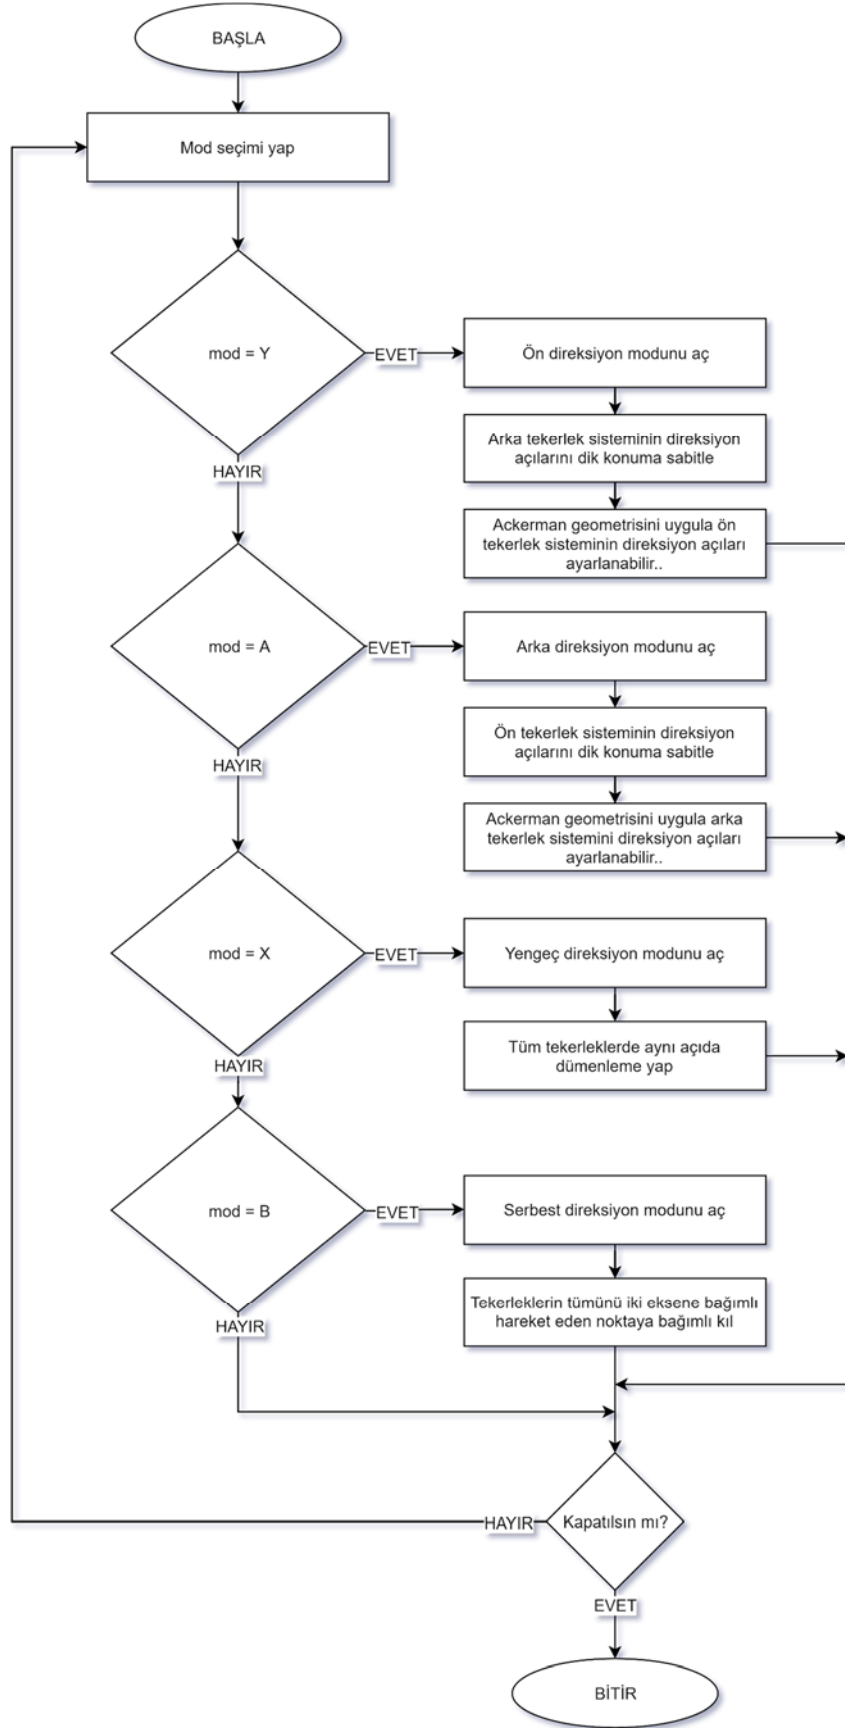 BAŞLA
Mod seçimi yap
mod = Y
EVET
Ön direksiyon modunu aç
Arka tekerlek sisteminin direksiyon
açılarını dik konuma sabitle
Ackerman geometrisini uygula ön
tekerlek sisteminin direksiyon açıları
ayarlanabilir..
HAYIR
mod = A
EVET
Arka direksiyon modunu aç
Ön tekerlek sisteminin direksiyon
açılarını dik konuma sabitle
Ackerman geometrisini uygula arka
tekerlek sistemini direksiyon açıları
ayarlanabilir..
HAYIR
mod = X
EVET
Yengeç direksiyon modunu aç
Tüm tekerleklerde aynı açıda
dümenleme yap
HAYIR
mod = B
EVET
Serbest direksiyon modunu aç
Tekerleklerin tümünü iki eksene bağımlı
hareket eden noktaya bağımlı kıl
HAYIR
Kapatılsın mı?
HAYIR
EVET
BİTİR